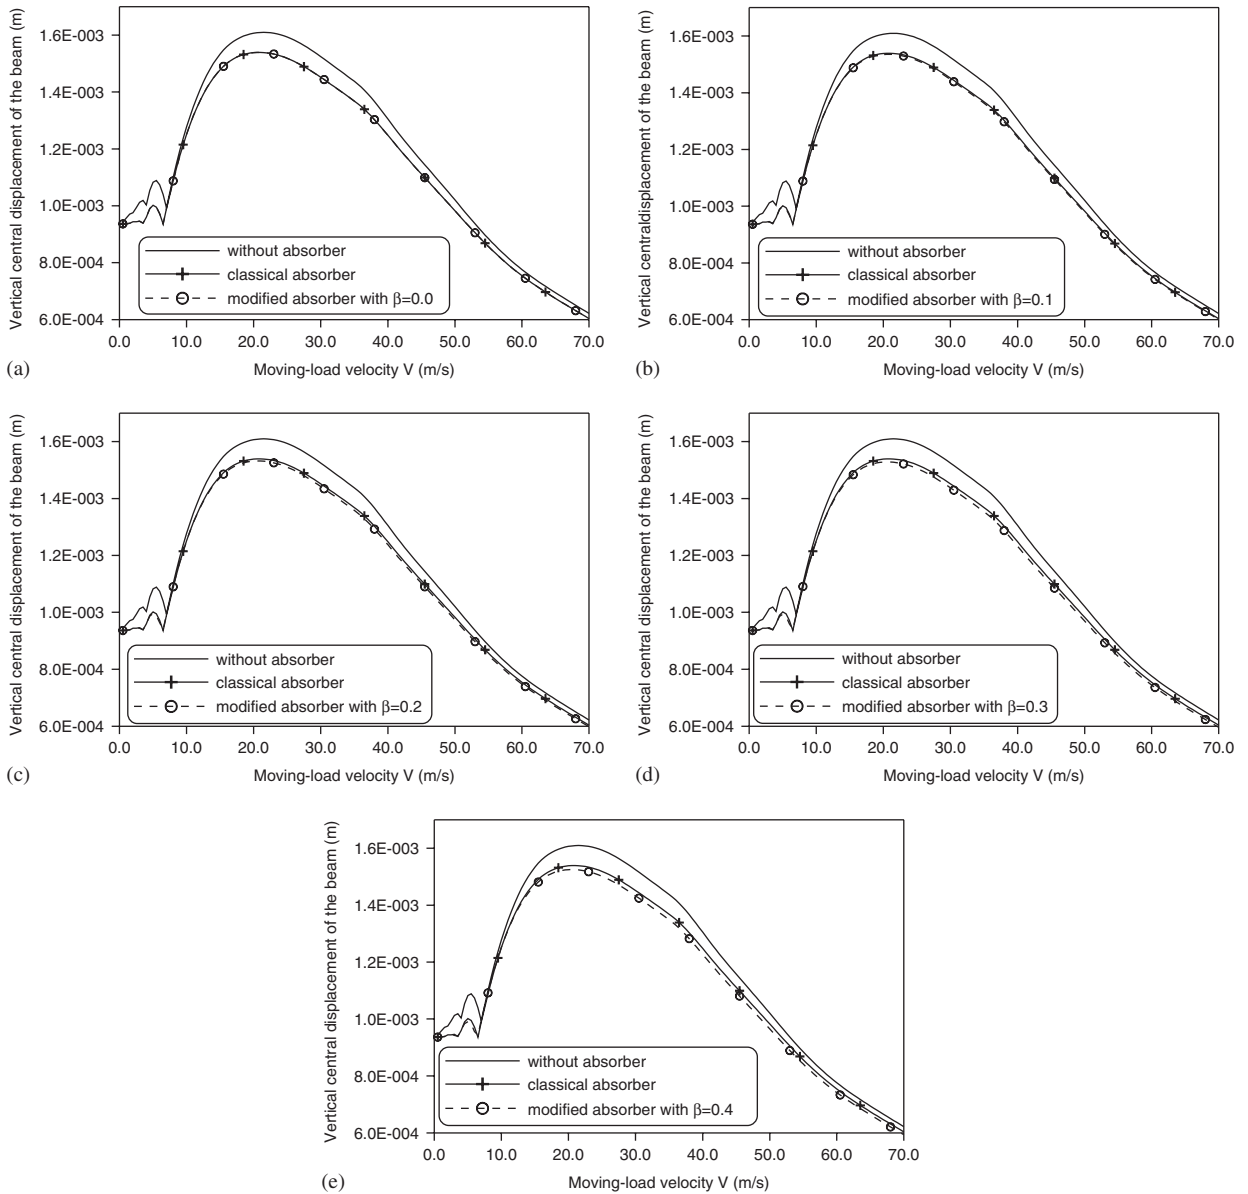 Vertical central displacement of the beam (m)
1.6E-003
1.4E-003
1.2E-003
1.0E-003
8.0E-004
6.0E-004
without absorber
classical absorber
modified absorber with β=0.0
0.0 10.0 20.0 30.0 40.0 50.0 60.0 70.0
Moving-load velocity V (m/s)
(a)
Vertical centraldisplacement of the beam (m)
1.6E-003
1.4E-003
1.2E-003
1.0E-003
8.0E-004
6.0E-004
without absorber
classical absorber
modified absorber with β=0.1
0.0 10.0 20.0 30.0 40.0 50.0 60.0 70.0
Moving-load velocity V (m/s)
(b)
Vertical central displacement of the beam (m)
1.6E-003
1.4E-003
1.2E-003
1.0E-003
8.0E-004
6.0E-004
without absorber
classical absorber
modified absorber with β=0.2
0.0 10.0 20.0 30.0 40.0 50.0 60.0 70.0
Moving-load velocity V (m/s)
(c)
Vertical central displacement of the beam (m)
1.6E-003
1.4E-003
1.2E-003
1.0E-003
8.0E-004
6.0E-004
without absorber
classical absorber
modified absorber with β=0.3
0.0 10.0 20.0 30.0 40.0 50.0 60.0 70.0
Moving-load velocity V (m/s)
(d)
Vertical central displacement of the beam (m)
1.6E-003
1.4E-003
1.2E-003
1.0E-003
8.0E-004
6.0E-004
without absorber
classical absorber
modified absorber with β=0.4
0.0 10.0 20.0 30.0 40.0 50.0 60.0 70.0
Moving-load velocity V (m/s)
(e)